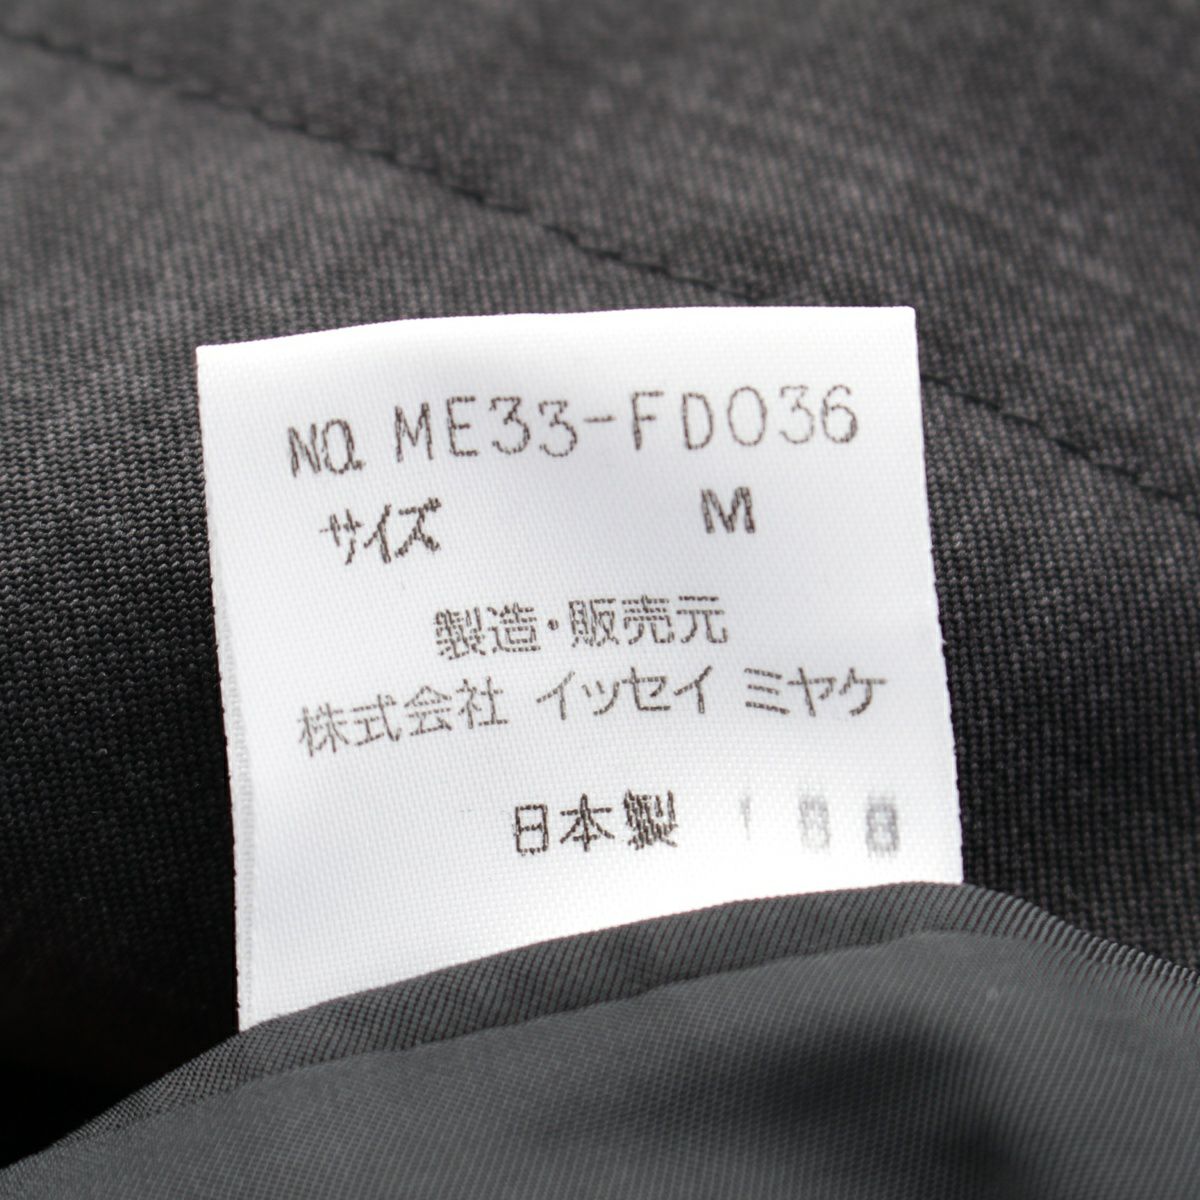 NO. ME33-FD036
サイズ M
製造・販売元
株式会社 イッセイ ミヤケ
日本製 188